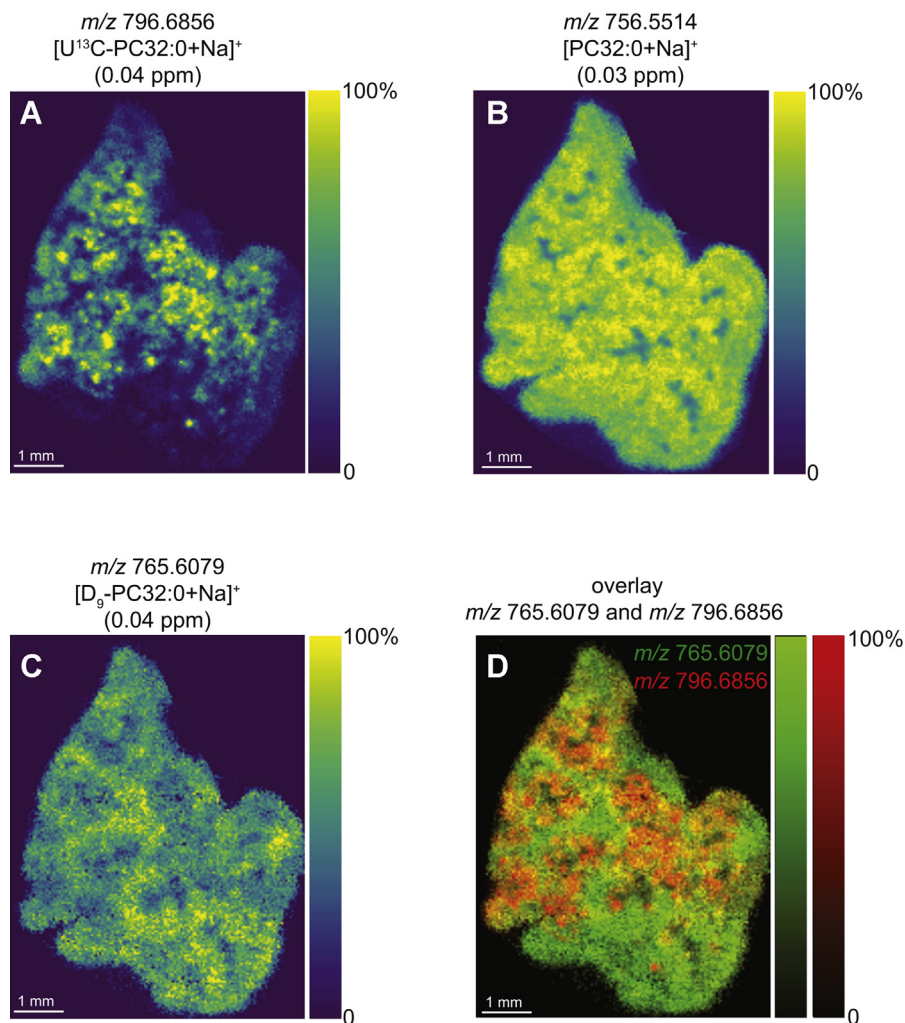 m/z 796.6856
[U¹³C-PC32:0+Na]⁺
(0.04 ppm)
A
100%
0
1 mm
m/z 756.5514
[PC32:0+Na]⁺
(0.03 ppm)
B
100%
0
1 mm
m/z 765.6079
[D₉-PC32:0+Na]⁺
(0.04 ppm)
C
100%
0
1 mm
overlay
m/z 765.6079 and m/z 796.6856
D
m/z 765.6079
m/z 796.6856
100%
0
1 mm